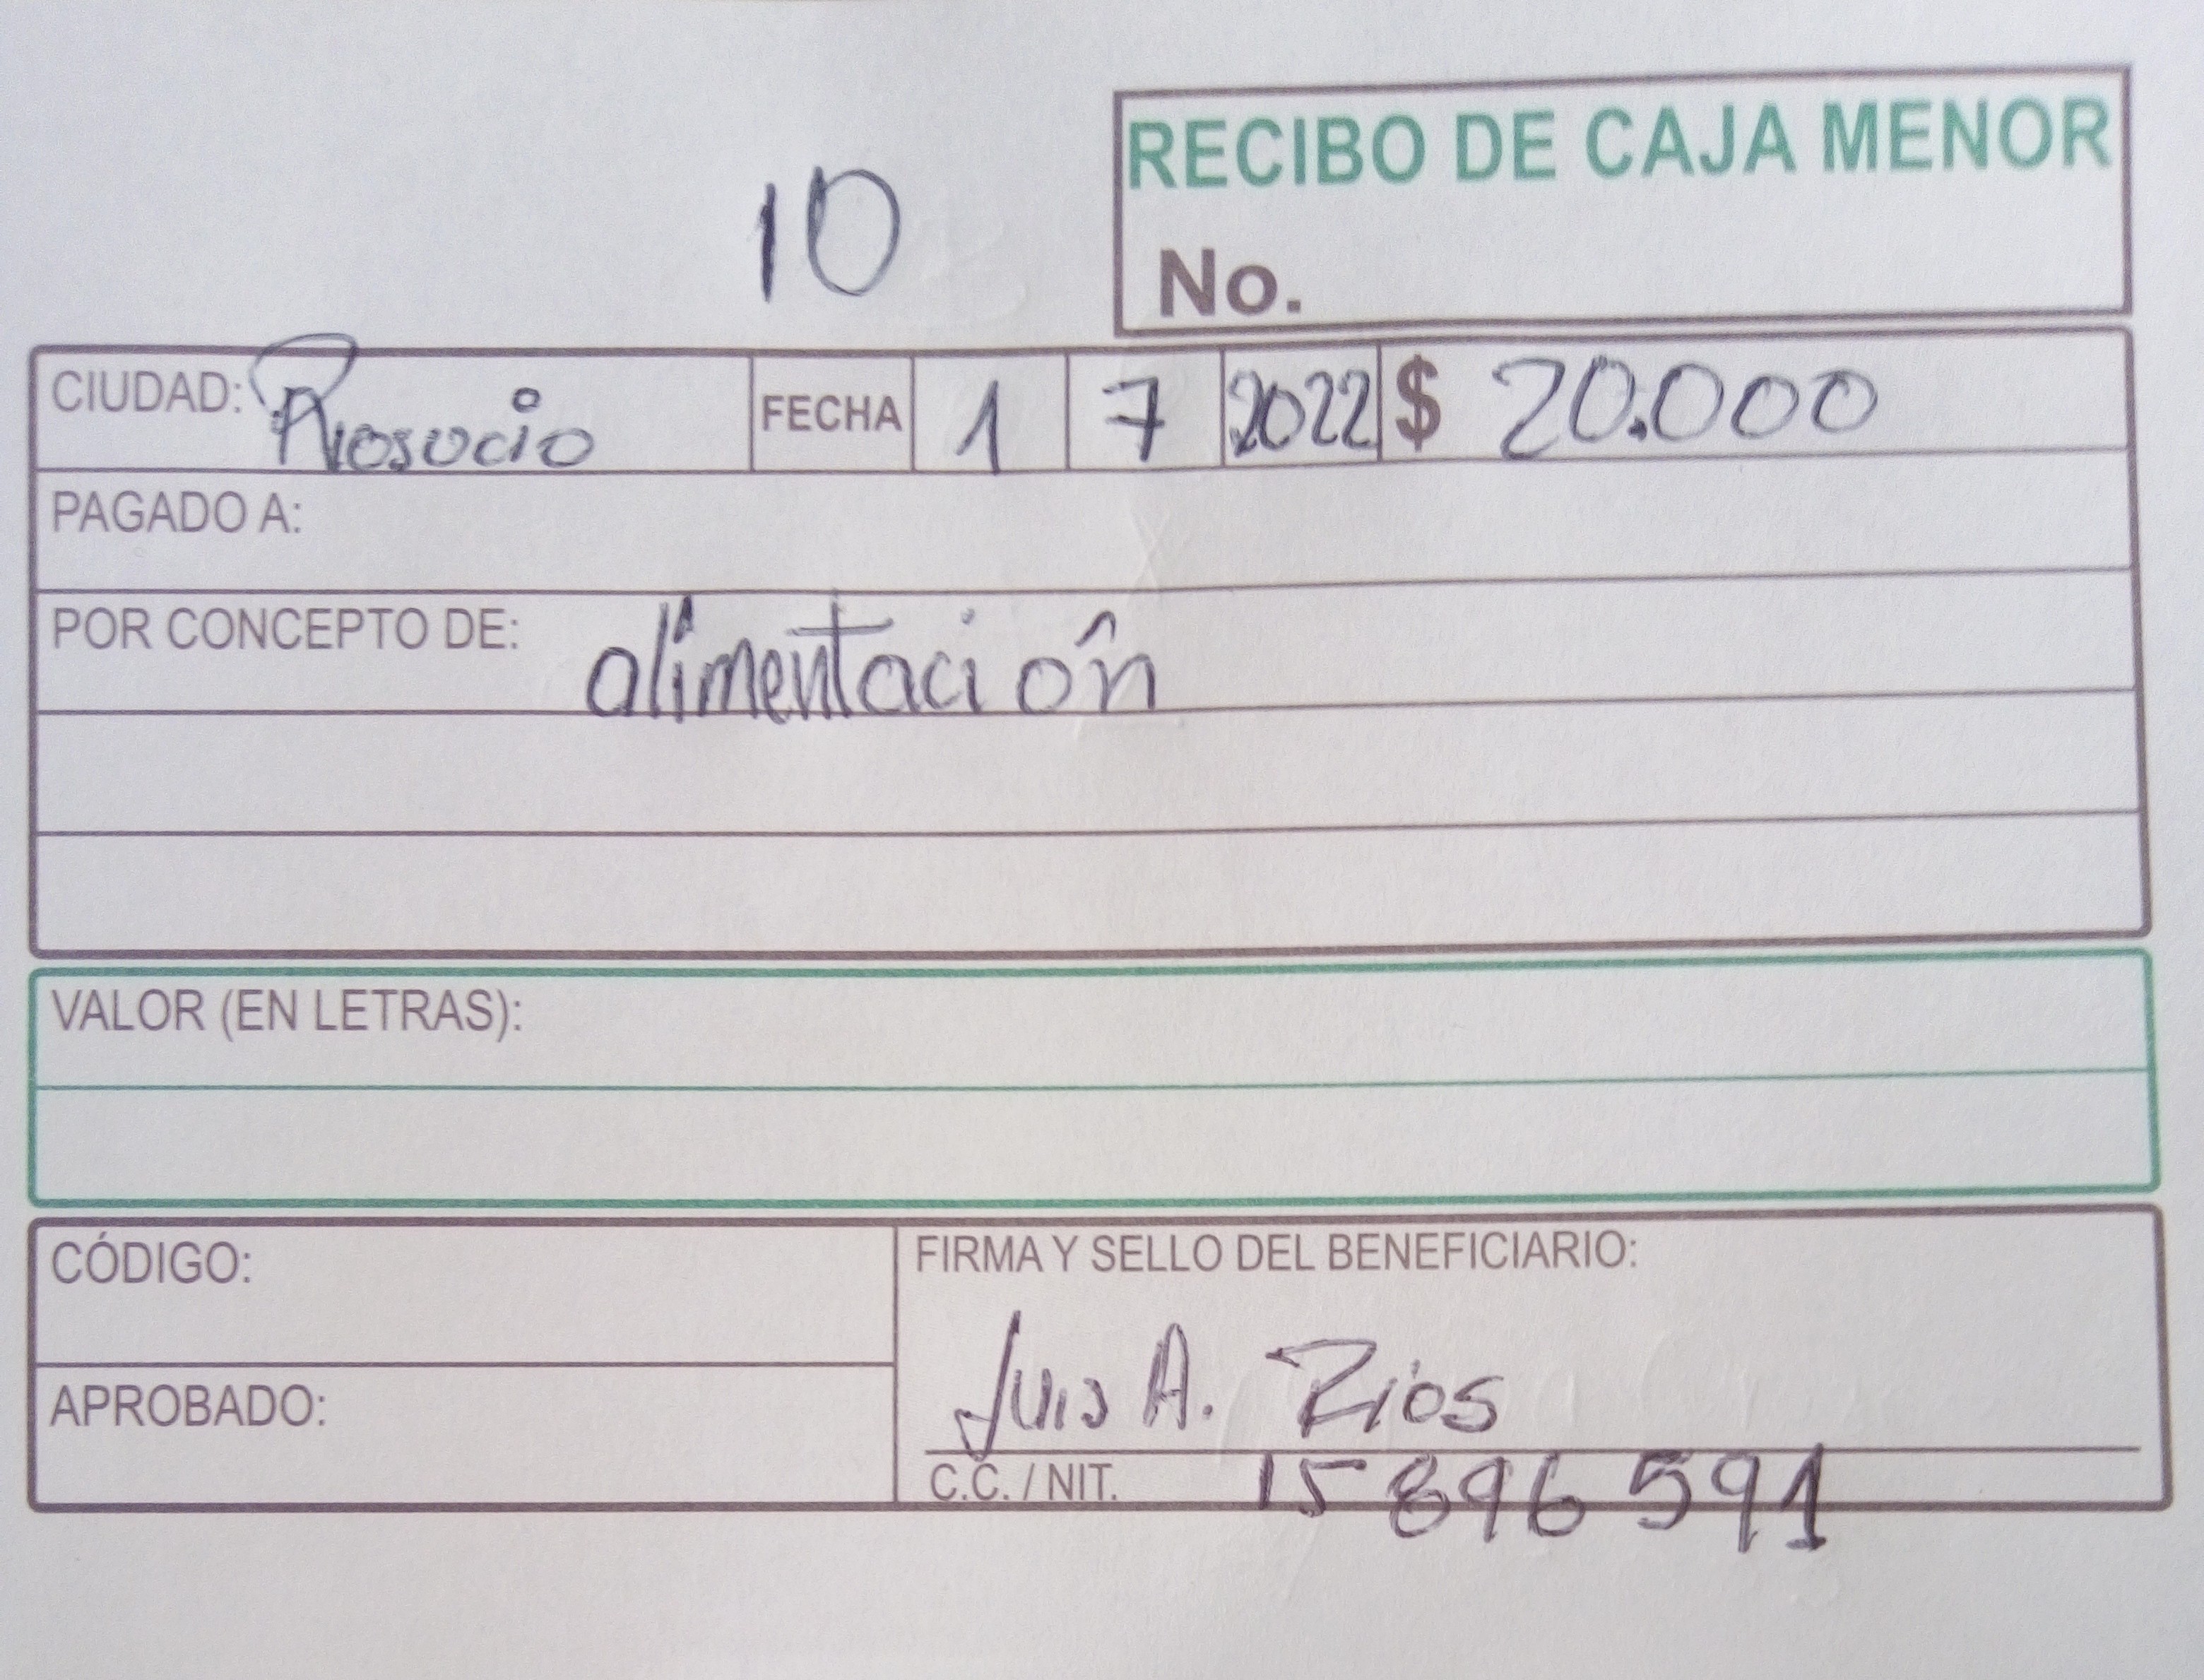 RECIBO DE CAJA MENOR
10
No.
CIUDAD: Riosucio FECHA 1 7 2022 $ 20.000
PAGADO A:
POR CONCEPTO DE: alimentación
VALOR (EN LETRAS):
CÓDIGO:
FIRMA Y SELLO DEL BENEFICIARIO:
Luis A. Rios
APROBADO:
C.C. / NIT. 15896591